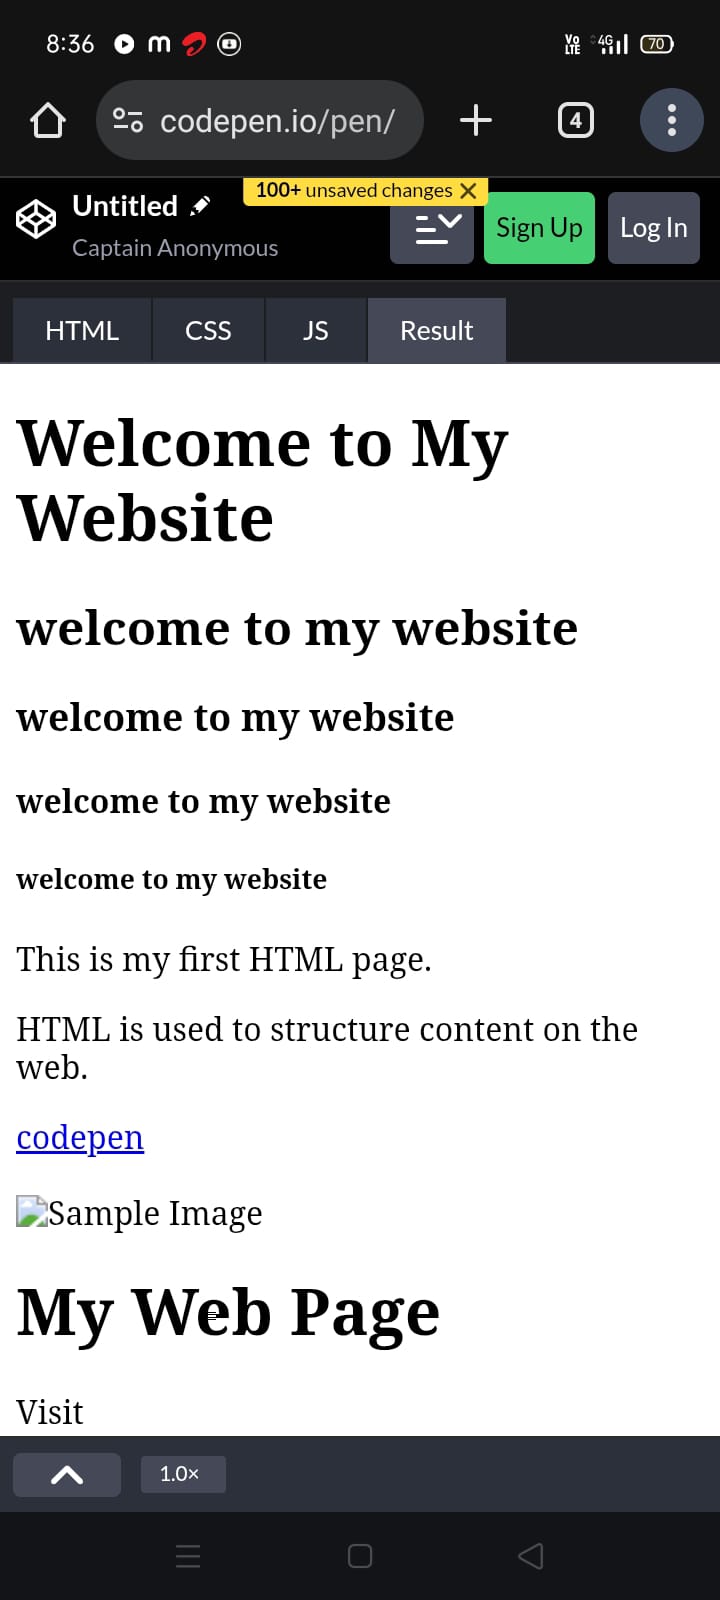 8:36
Vo LTE 4G 70
codepen.io/pen/
4
100+ unsaved changes
Untitled
Captain Anonymous
Sign Up
Log In
HTML CSS JS Result
Welcome to My
Website
welcome to my website
welcome to my website
welcome to my website
welcome to my website
This is my first HTML page.
HTML is used to structure content on the
web.
codepen
Sample Image
My Web Page
Visit
1.0×